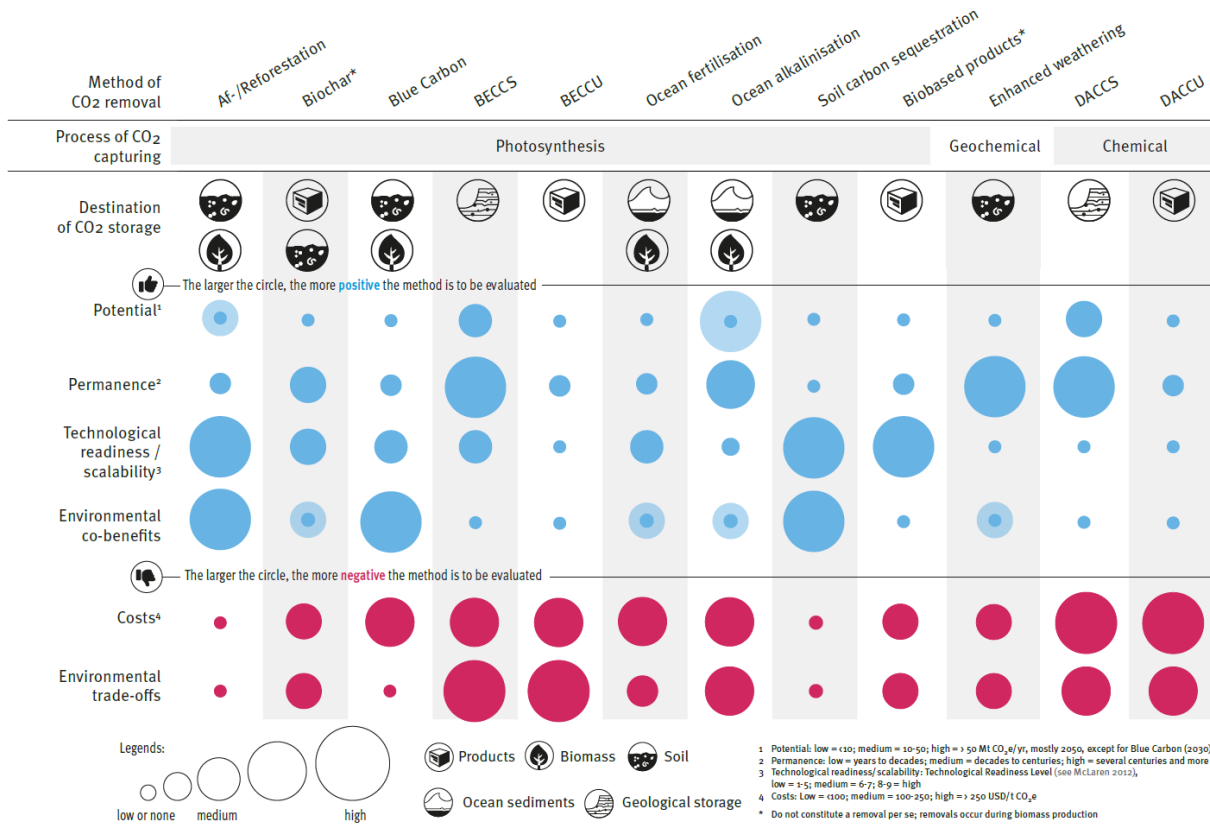 Method of
CO2 removal
Af-/Reforestation
Biochar*
Blue Carbon
BECCS
BECCU
Ocean fertilisation
Ocean alkalinisation
Soil carbon sequestration
Biobased products*
Enhanced weathering
DACCS
DACCU
Process of CO2
capturing
Photosynthesis
Geochemical
Chemical
Destination
of CO2 storage
The larger the circle, the more positive the method is to be evaluated
Potential¹
Permanence²
Technological
readiness /
scalability³
Environmental
co-benefits
The larger the circle, the more negative the method is to be evaluated
Costs⁴
Environmental
trade-offs
Legends:
low or none
medium
high
Products
Biomass
Soil
Ocean sediments
Geological storage
1 Potential: low = <10; medium = 10-50; high = > 50 Mt CO₂e/yr, mostly 2050, except for Blue Carbon (2030)
2 Permanence: low = years to decades; medium = decades to centuries; high = several centuries and more
3 Technological readiness/scalability: Technological Readiness Level (see McLaren 2012),
low = 1-5; medium = 6-7; 8-9 = high
4 Costs: Low = <100; medium = 100-250; high = > 250 USD/t CO₂e
* Do not constitute a removal per se; removals occur during biomass production